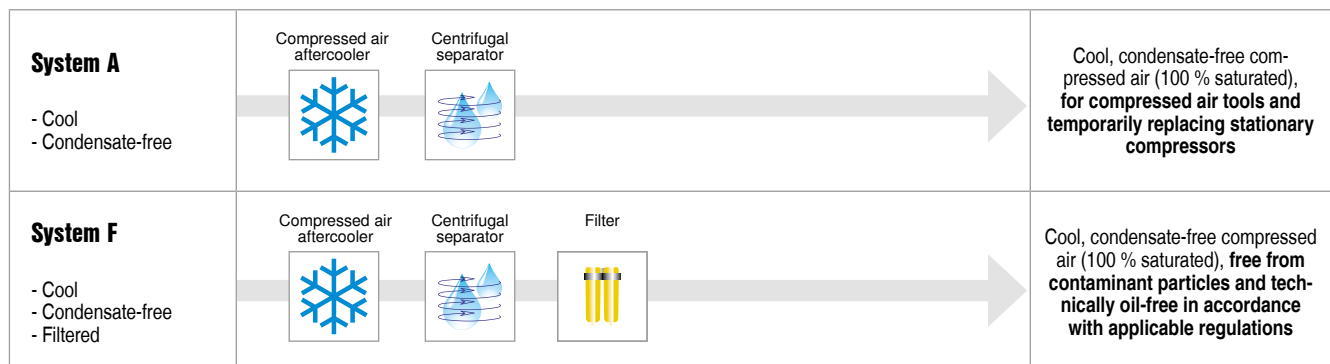 System A
- Cool
- Condensate-free
Compressed air
aftercooler
Centrifugal
separator
Cool, condensate-free com-
pressed air (100 % saturated),
for compressed air tools and
temporarily replacing stationary
compressors
System F
- Cool
- Condensate-free
- Filtered
Compressed air
aftercooler
Centrifugal
separator
Filter
Cool, condensate-free compressed
air (100 % saturated), free from
contaminant particles and tech-
nically oil-free in accordance
with applicable regulations